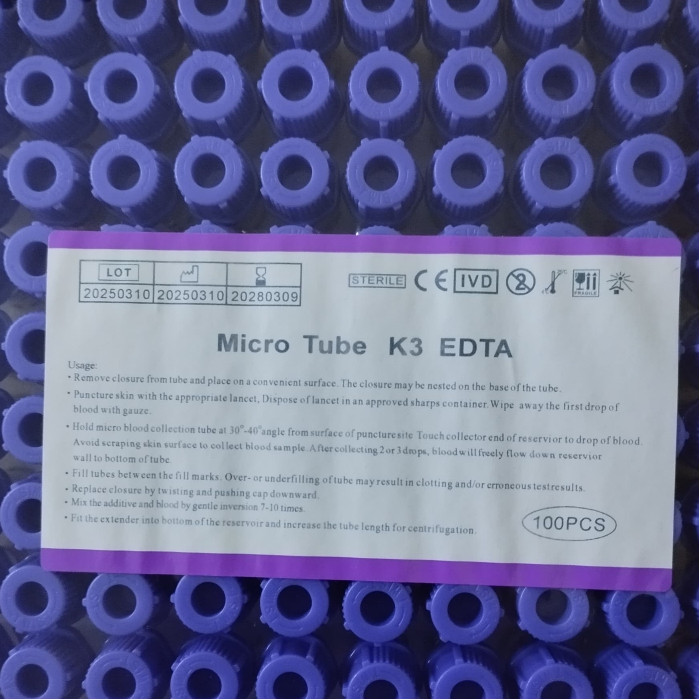 LOT
20250310 20250310 20280309
STERILE CE IVD 2
FRAGILE
Micro Tube K3 EDTA
Usage:
• Remove closure from tube and place on a convenient surface. The closure may be nested on the base of the tube.
• Puncture skin with the appropriate lancet, Dispose of lancet in an approved sharps container. Wipe away the first drop of
blood with gauze.
• Hold micro blood collection tube at 30°-40°angle from surface of puncture site Touch collector end of reservior to drop of blood.
Avoid scraping skin surface to collect blood sample. After collecting 2 or 3 drops, blood will freely flow down reservior
wall to bottom of tube.
• Fill tubes between the fill marks. Over- or underfilling of tube may result in clotting and/or erroneous testresults.
• Replace closure by twisting and pushing cap downward.
• Mix the additive and blood by gentle inversion 7-10 times.
• Fit the extender into bottom of the reservoir and increase the tube length for centrifugation.
100PCS